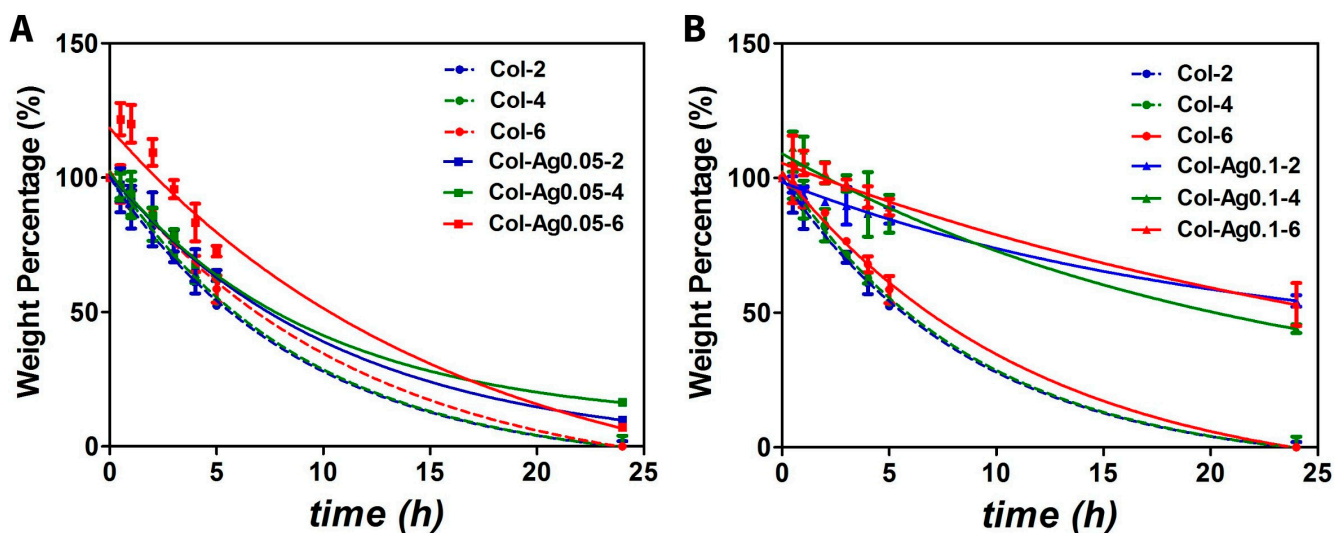 A
Weight Percentage (%)
150
100
50
0
0 5 10 15 20 25
time (h)
Col-2
Col-4
Col-6
Col-Ag0.05-2
Col-Ag0.05-4
Col-Ag0.05-6
B
Weight Percentage (%)
150
100
50
0
0 5 10 15 20 25
time (h)
Col-2
Col-4
Col-6
Col-Ag0.1-2
Col-Ag0.1-4
Col-Ag0.1-6